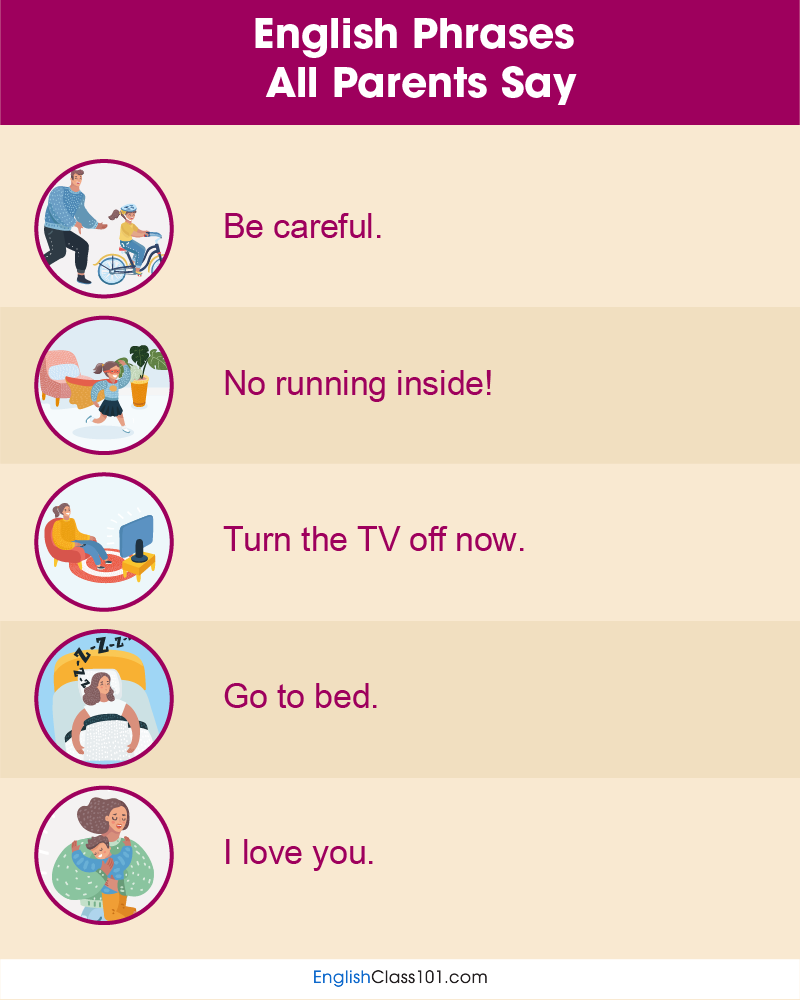 English Phrases
All Parents Say
Be careful.
No running inside!
Turn the TV off now.
Z-Z-Z-Z-Z-Z-
Go to bed.
I love you.
EnglishClass101.com